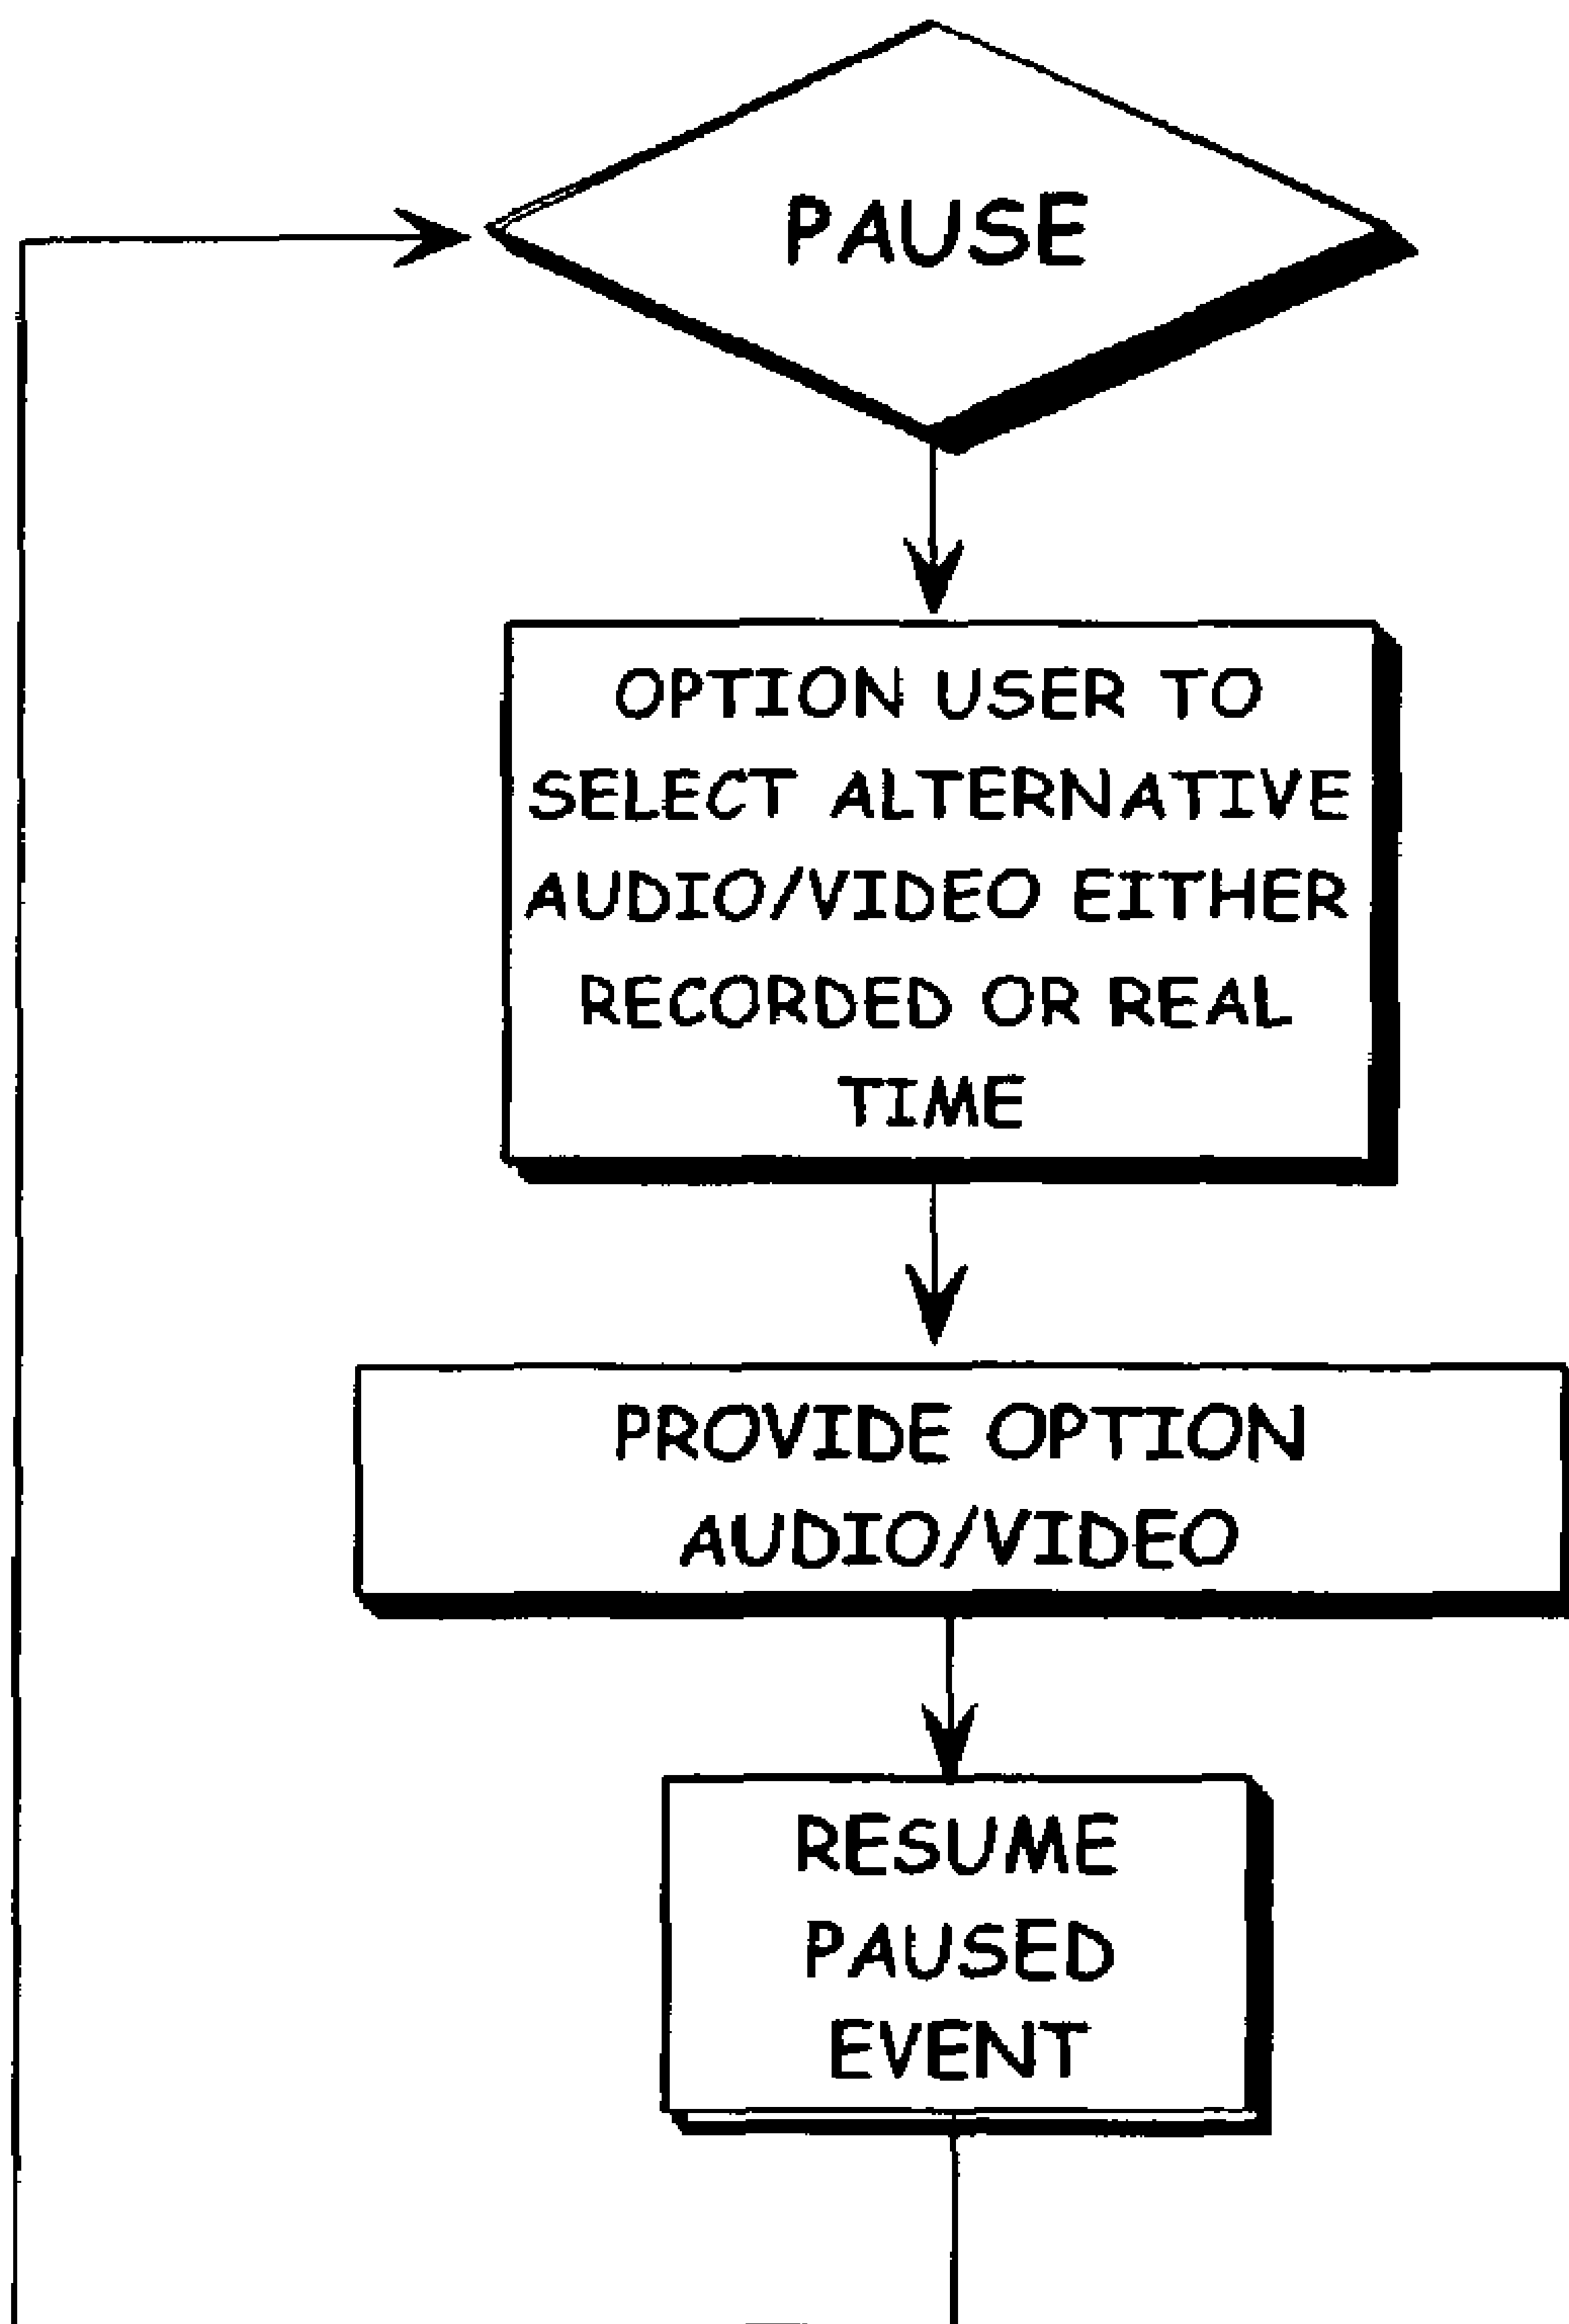 PAUSE
OPTION USER TO
SELECT ALTERNATIVE
AUDIO/VIDEO EITHER
RECORDED OR REAL
TIME
PROVIDE OPTION
AUDIO/VIDEO
RESUME
PAUSED
EVENT